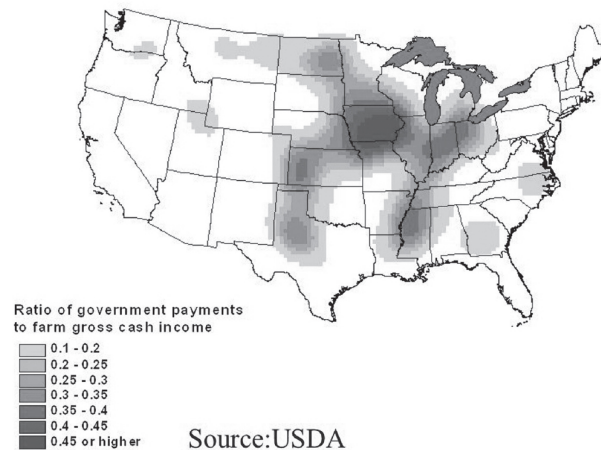 Ratio of government payments
to farm gross cash income
0.1 - 0.2
0.2 - 0.25
0.25 - 0.3
0.3 - 0.35
0.35 - 0.4
0.4 - 0.45
0.45 or higher
Source:USDA